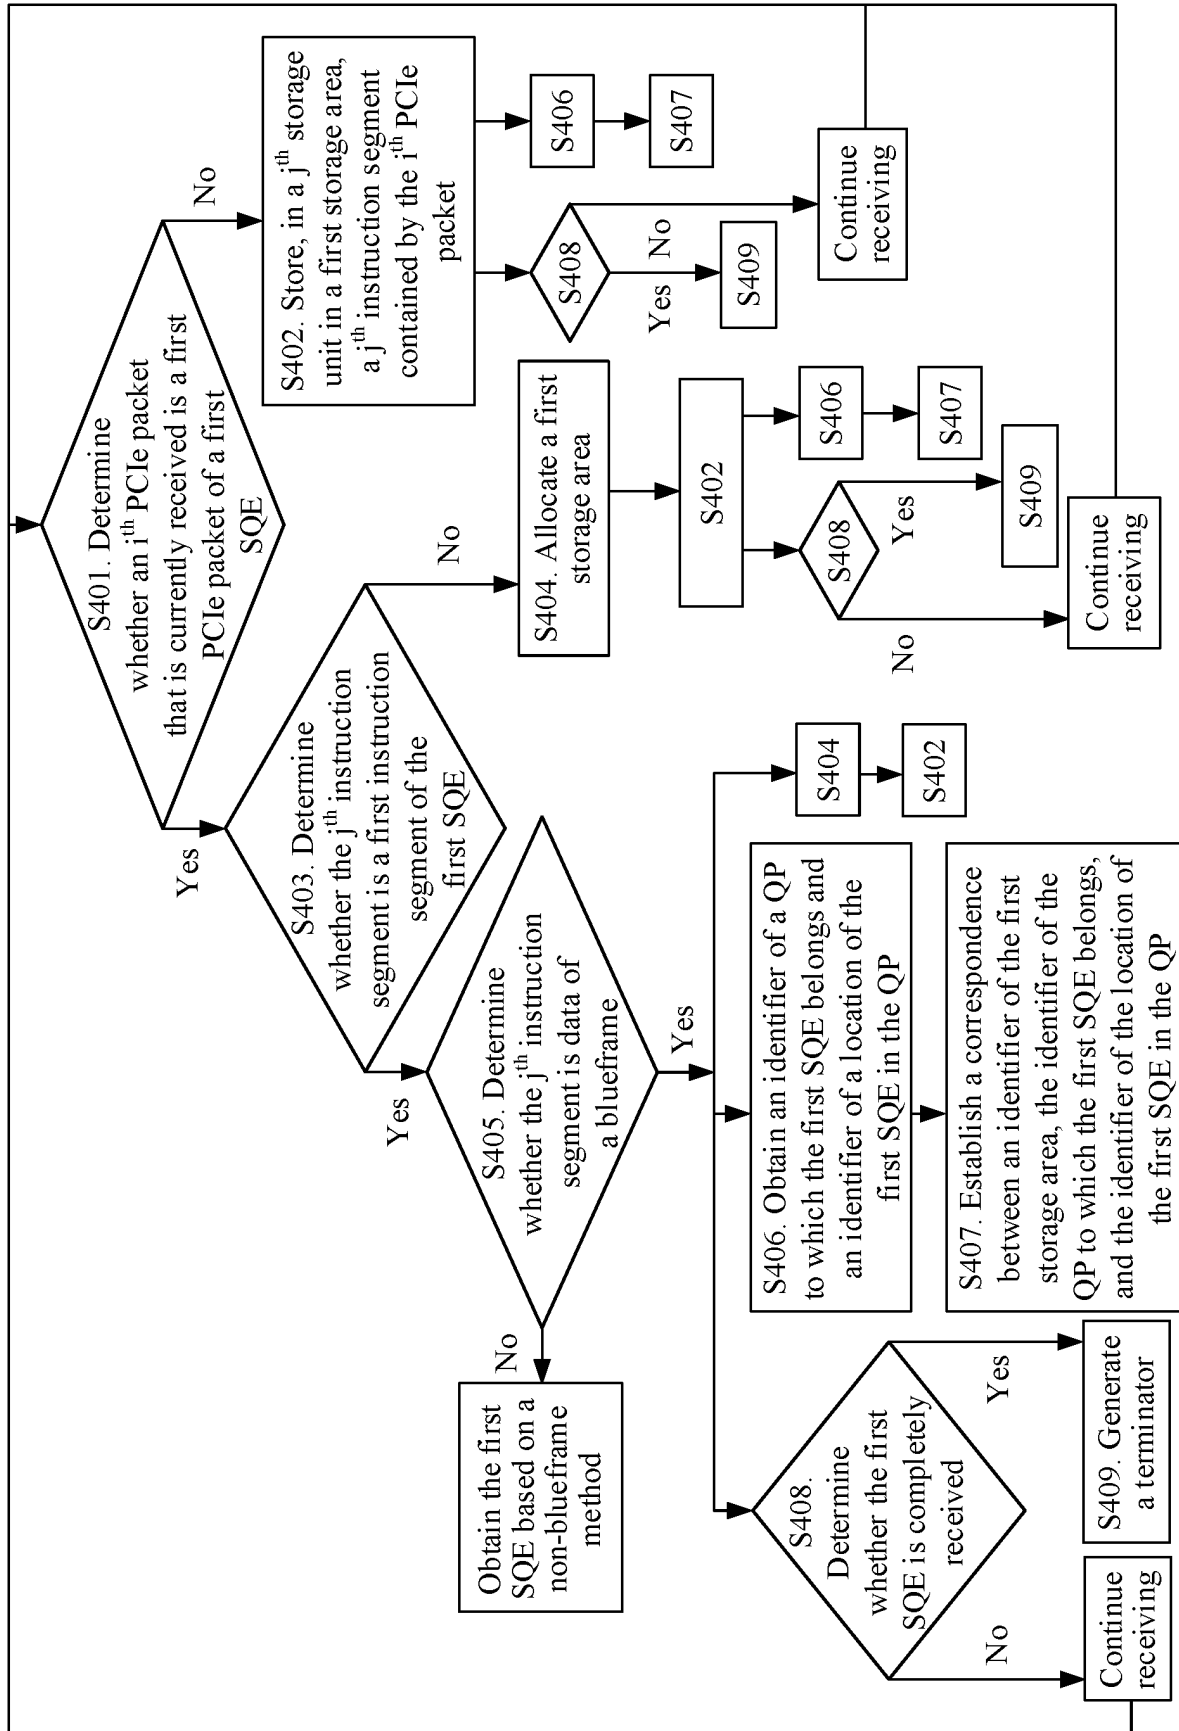 S401. Determine
whether an i^th PCIe packet
that is currently received is a first
PCIe packet of a first
SQE
Yes
No
S402. Store, in a j^th storage
unit in a first storage area,
a j^th instruction segment
contained by the i^th PCIe
packet
S406
S407
S408
Yes
No
S409
Continue
receiving
S403. Determine
whether the j^th instruction
segment is a first instruction
segment of the
first SQE
Yes
No
S404. Allocate a first
storage area
S402
S406
S407
S408
No
Yes
S409
Continue
receiving
S405. Determine
whether the j^th instruction
segment is data of
a blueframe
No
Yes
Obtain the first
SQE based on a
non-blueframe
method
S404
S402
S406. Obtain an identifier of a QP
to which the first SQE belongs and
an identifier of a location of the
first SQE in the QP
S407. Establish a correspondence
between an identifier of the first
storage area, the identifier of the
QP to which the first SQE belongs,
and the identifier of the location of
the first SQE in the QP
S408.
Determine
whether the first
SQE is completely
received
No
Yes
Continue
receiving
S409. Generate
a terminator